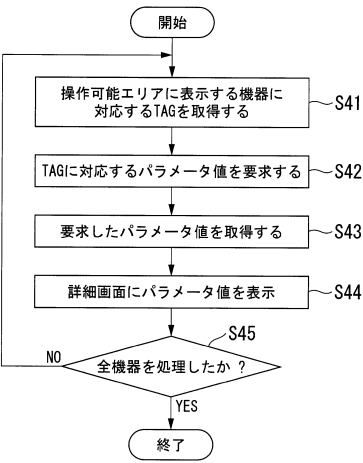 開始
操作可能エリアに表示する機器に
対応するTAGを取得する
S41
TAGに対応するパラメータ値を要求する
S42
要求したパラメータ値を取得する
S43
詳細画面にパラメータ値を表示
S44
S45
全機器を処理したか ?
NO
YES
終了